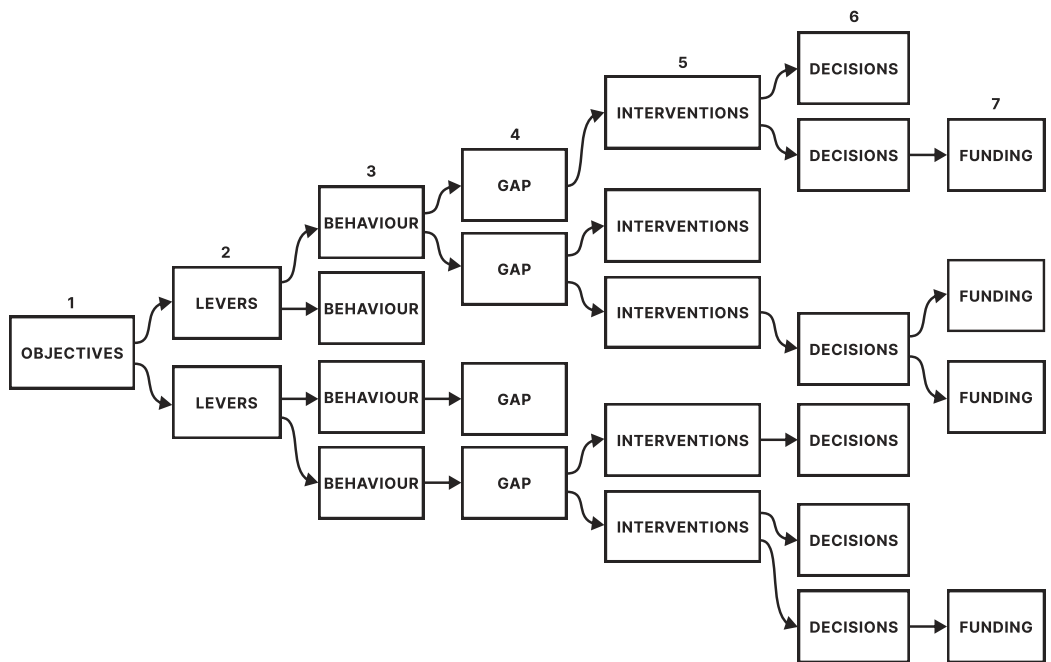 1
OBJECTIVES
2
LEVERS
LEVERS
3
BEHAVIOUR
BEHAVIOUR
BEHAVIOUR
BEHAVIOUR
4
GAP
GAP
GAP
GAP
5
INTERVENTIONS
INTERVENTIONS
INTERVENTIONS
INTERVENTIONS
INTERVENTIONS
6
DECISIONS
DECISIONS
DECISIONS
DECISIONS
DECISIONS
DECISIONS
7
FUNDING
FUNDING
FUNDING
FUNDING